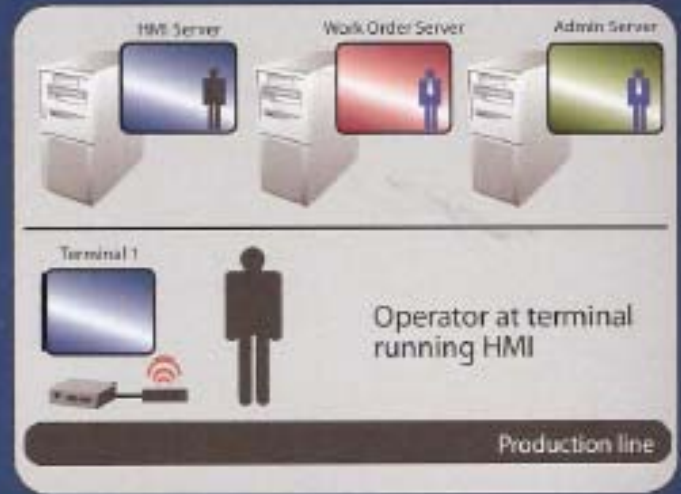 HMI Server
Work Order Server
Admin Server
Terminal 1
Operator at terminal
running HMI
Production line